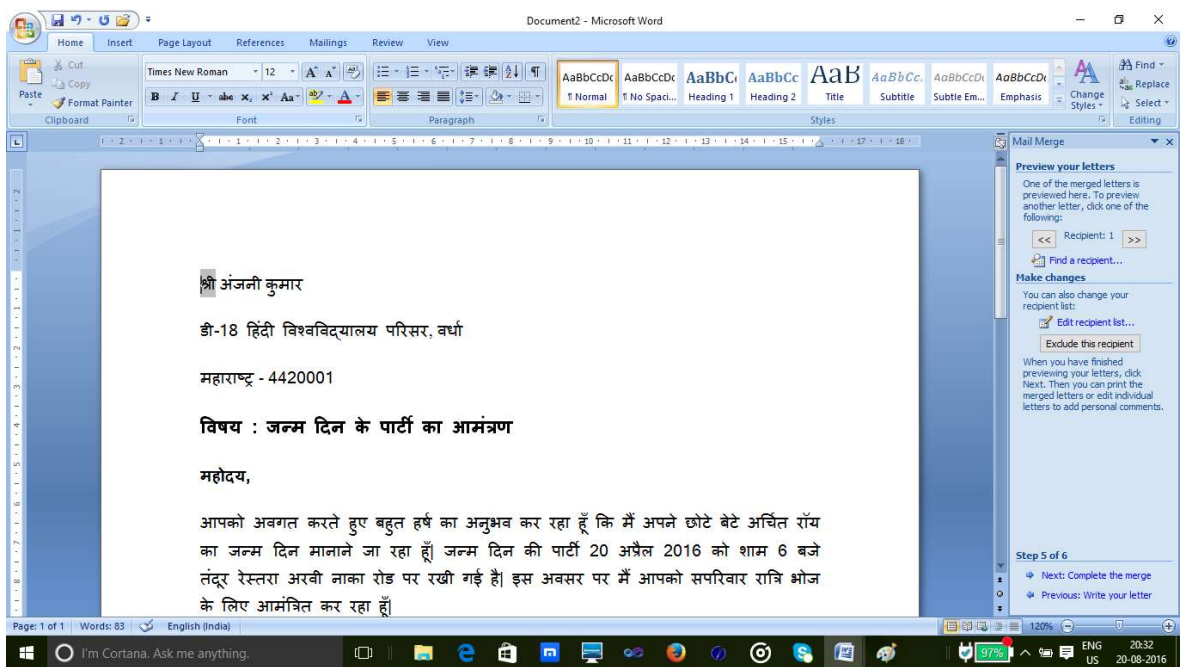 Document2 - Microsoft Word
Home Insert Page Layout References Mailings Review View
Paste
Cut
Copy
Format Painter
Clipboard
Times New Roman 12
Font
Paragraph
AaBbCcDc AaBbCcDc AaBbC AaBbCc AaB AaBbCc. AaBbCcDc AaBbCcDc
¶ Normal ¶ No Spaci... Heading 1 Heading 2 Title Subtitle Subtle Em... Emphasis
Change Styles
Styles
Find
Replace
Select
Editing
Mail Merge
Preview your letters
One of the merged letters is
previewed here. To preview
another letter, click one of the
following:
<< Recipient: 1 >>
Find a recipient...
Make changes
You can also change your
recipient list:
Edit recipient list...
Exclude this recipient
When you have finished
previewing your letters, click
Next. Then you can print the
merged letters or edit individual
letters to add personal comments.
Step 5 of 6
Next: Complete the merge
Previous: Write your letter
श्री अंजनी कुमार
डी-18 हिंदी विश्वविद्यालय परिसर, वर्धा
महाराष्ट्र - 4420001
विषय : जन्म दिन के पार्टी का आमंत्रण
महोदय,
आपको अवगत करते हुए बहुत हर्ष का अनुभव कर रहा हूँ कि मैं अपने छोटे बेटे अर्चित रॉय
का जन्म दिन मानाने जा रहा हूँ| जन्म दिन की पार्टी 20 अप्रैल 2016 को शाम 6 बजे
तंदूर रेस्तरा अरवी नाका रोड पर रखी गई है| इस अवसर पर मैं आपको सपरिवार रात्रि भोज
के लिए आमंत्रित कर रहा हूँ|
Page: 1 of 1 Words: 83 English (India) 120%
I'm Cortana. Ask me anything.
97%
ENG
US
20:32
20-08-2016